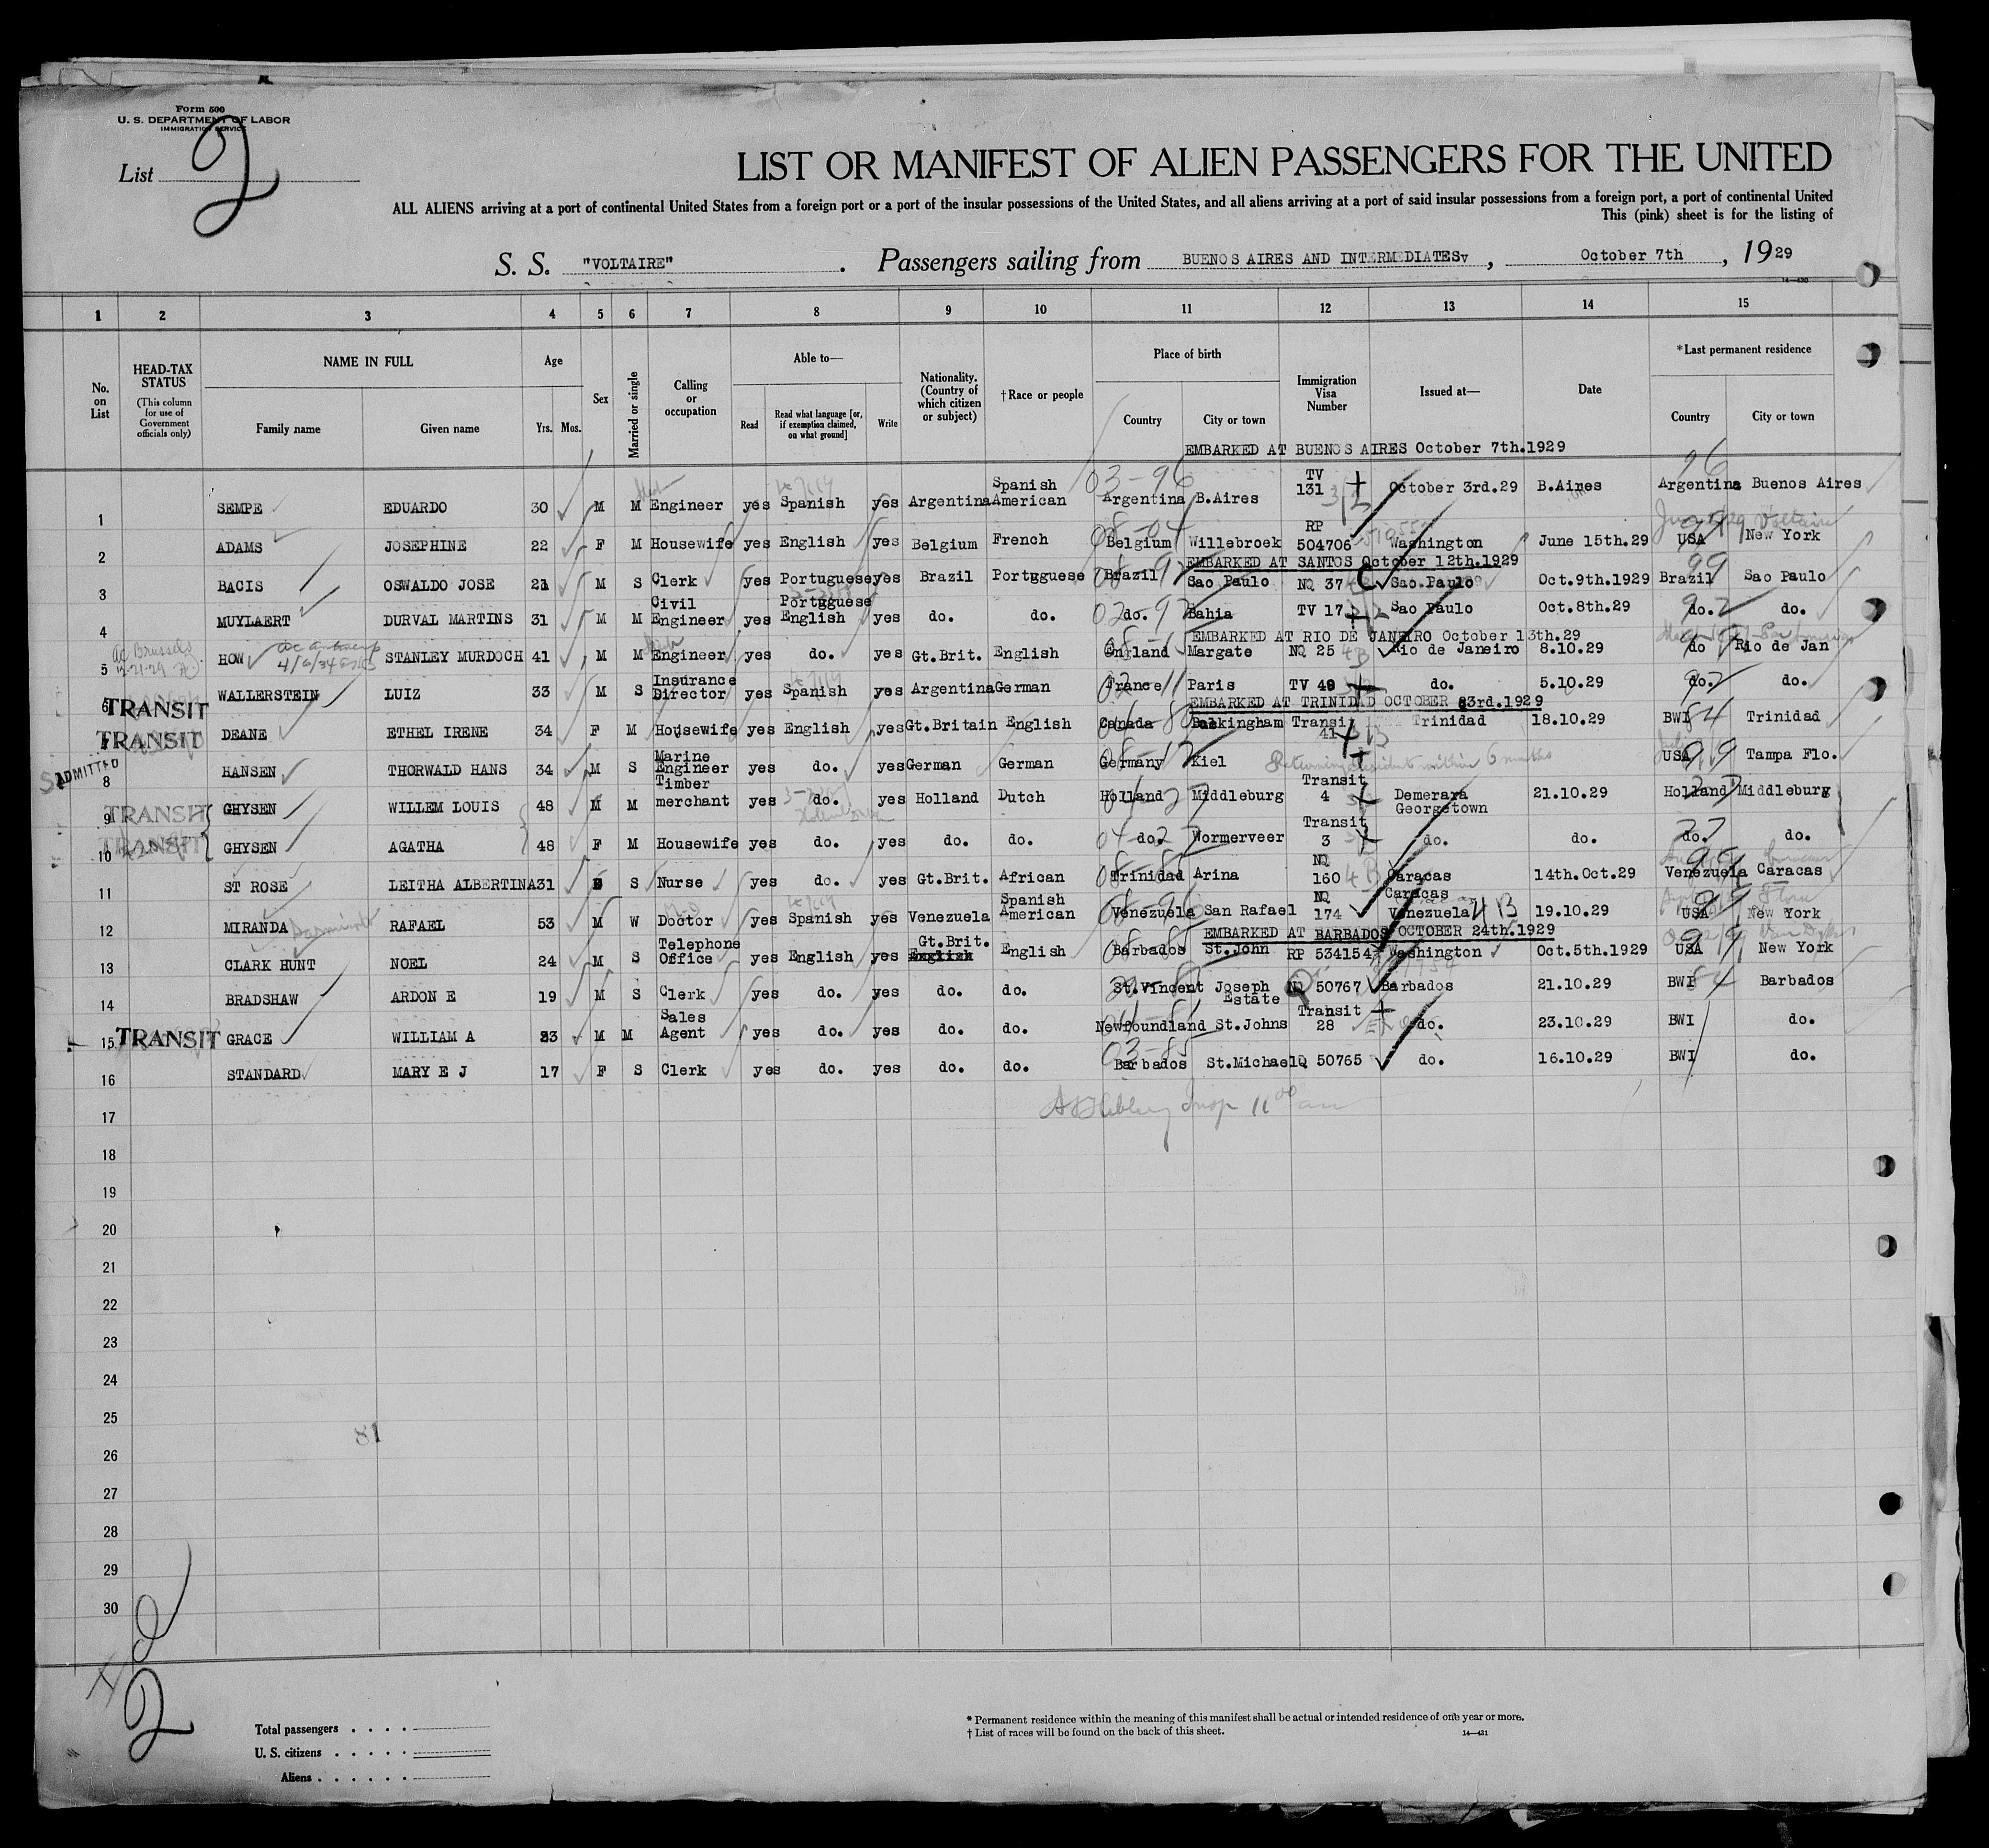 Form 500
U. S. DEPARTMENT OF LABOR
IMMIGRATION SERVICE
List 2
LIST OR MANIFEST OF ALIEN PASSENGERS FOR THE UNITED
ALL ALIENS arriving at a port of continental United States from a foreign port or a port of the insular possessions of the United States, and all aliens arriving at a port of said insular possessions from a foreign port, a port of continental United
This (pink) sheet is for the listing of
S. S. "VOLTAIRE". Passengers sailing from BUENOS AIRES AND INTERMEDIATES, October 7th, 1929
14—430
1 2 3 4 5 6 7 8 9 10 11 12 13 14 15
No. on List
HEAD-TAX STATUS (This column for use of Government officials only)
NAME IN FULL Family name Given name
Age Yrs. Mos.
Sex
Married or single
Calling or occupation
Able to— Read Read what language [or, if exemption claimed, on what ground] Write
Nationality. (Country of which citizen or subject)
†Race or people
Place of birth Country City or town
Immigration Visa Number
Issued at—
Date
*Last permanent residence Country City or town
EMBARKED AT BUENOS AIRES October 7th.1929
1 SEMPE EDUARDO 30 M M Engineer yes Spanish yes Argentina Spanish American 03-96 Argentina B.Aires TV 131 October 3rd.29 B.Aires Argentina Buenos Aires
2 ADAMS JOSEPHINE 22 F M Housewife yes English yes Belgium French Belgium Willebroek RP 504706 Washington June 15th.29 USA New York
EMBARKED AT SANTOS October 12th.1929
3 BACIS OSWALDO JOSE 21 M S Clerk yes Portuguese yes Brazil Portgguese Brazil Sao Paulo NQ 37 Sao.Paulo Oct.9th.1929 Brazil Sao Paulo
4 MUYLAERT DURVAL MARTINS 31 M M Civil Engineer yes Portgguese English yes do. do. do. Bahia TV 17 Sao Paulo Oct.8th.29 do. do.
EMBARKED AT RIO DE JANEIRO October 13th.29
5 HOW STANLEY MURDOCH 41 M M Engineer yes do. yes Gt.Brit. English England Margate NQ 25 4B Rio de Janeiro 8.10.29 do Rio de Jan
6 TRANSIT WALLERSTEIN LUIZ 33 M S Insurance Director yes Spanish yes Argentina German France Paris TV 49 do. 5.10.29 do. do.
EMBARKED AT TRINIDAD OCTOBER 23rd.1929
TRANSIT DEANE ETHEL IRENE 34 F M Housewife yes English yes Gt.Britain English Canada Buckingham Transit 41 Trinidad 18.10.29 BWI Trinidad
8 ADMITTED HANSEN THORWALD HANS 34 M S Marine Engineer yes do. yes German German Germany Kiel Returning resident within 6 months USA Tampa Flo.
9 TRANSIT GHYSEN WILLEM LOUIS 48 M M Timber merchant yes do. yes Holland Dutch Holland Middleburg Transit 4 Demerara Georgetown 21.10.29 Holland Middleburg
10 TRANSIT GHYSEN AGATHA 48 F M Housewife yes do. yes do. do. do. Wormerveer Transit 3 do. do. do. do.
11 ST ROSE LEITHA ALBERTINA 31 S Nurse yes do. yes Gt.Brit. African Trinidad Arina NQ 160 4B Caracas 14th.Oct.29 Venezuela Caracas
12 MIRANDA RAFAEL 53 M W Doctor yes Spanish yes Venezuela Spanish American Venezuela San Rafael NQ 174 Caracas Venezuela 4B 19.10.29 USA New York
EMBARKED AT BARBADOS OCTOBER 24th.1929
13 CLARK HUNT NOEL 24 M S Telephone Office yes English yes Gt.Brit. English English Barbados St.John RP 534154 Washington Oct.5th.1929 USA New York
14 BRADSHAW ARDON E 19 M S Clerk yes do. yes do. do. St.Vincent Joseph Estate NQ 50767 Barbados 21.10.29 BWI Barbados
15 TRANSIT GRACE WILLIAM A 23 M M Sales Agent yes do. yes do. do. Newfoundland St.Johns Transit 28 do. 23.10.29 BWI do.
16 STANDARD MARY E J 17 F S Clerk yes do. yes do. do. 03-85 Barbados St.Michael Q 50765 do. 16.10.29 BWI do.
17
18
19
20
21
22
23
24
25
81
26
27
28
29
30
2
Total passengers . . . .
U. S. citizens . . . . .
Aliens . . . . . .
* Permanent residence within the meaning of this manifest shall be actual or intended residence of one year or more.
† List of races will be found on the back of this sheet.
14—431